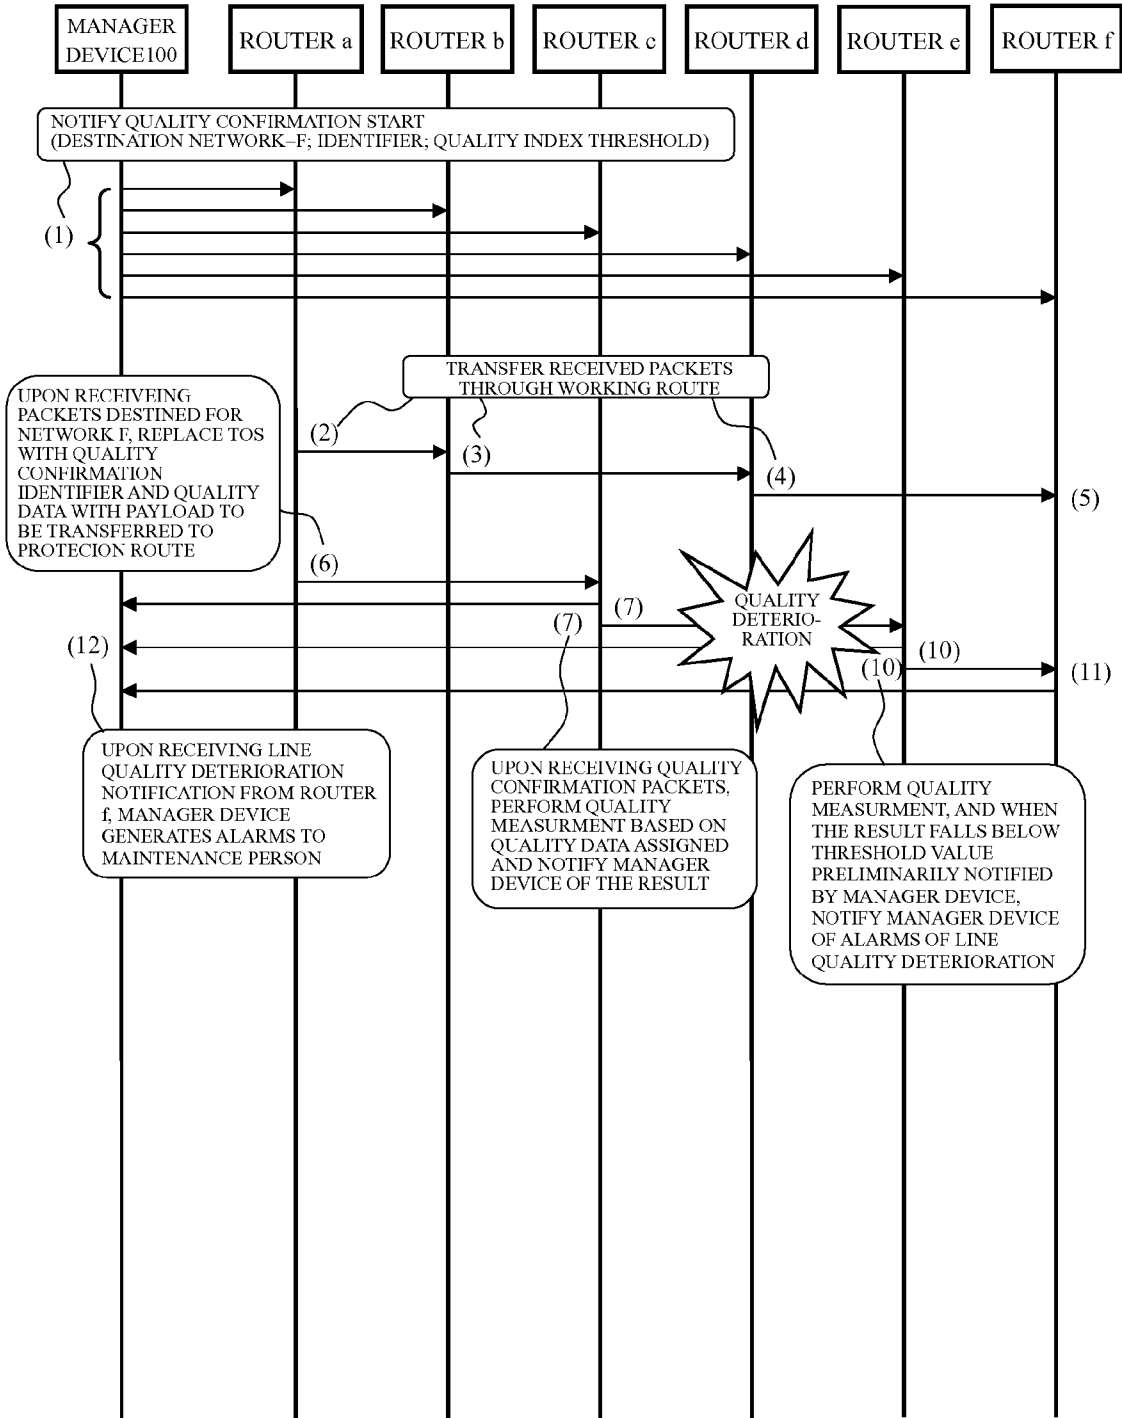 MANAGER
DEVICE100
ROUTER a
ROUTER b
ROUTER c
ROUTER d
ROUTER e
ROUTER f
NOTIFY QUALITY CONFIRMATION START
(DESTINATION NETWORK–F; IDENTIFIER; QUALITY INDEX THRESHOLD)
(1)
TRANSFER RECEIVED PACKETS
THROUGH WORKING ROUTE
UPON RECEIVEING
PACKETS DESTINED FOR
NETWORK F, REPLACE TOS
WITH QUALITY
CONFIRMATION
IDENTIFIER AND QUALITY
DATA WITH PAYLOAD TO
BE TRANSFERRED TO
PROTECION ROUTE
(2)
(3)
(4)
(5)
(6)
QUALITY
DETERIO-
RATION
(7)
(7)
(12)
(10)
(10)
(11)
UPON RECEIVING LINE
QUALITY DETERIORATION
NOTIFICATION FROM ROUTER
f, MANAGER DEVICE
GENERATES ALARMS TO
MAINTENANCE PERSON
UPON RECEIVING QUALITY
CONFIRMATION PACKETS,
PERFORM QUALITY
MEASURMENT BASED ON
QUALITY DATA ASSIGNED
AND NOTIFY MANAGER
DEVICE OF THE RESULT
PERFORM QUALITY
MEASURMENT, AND WHEN
THE RESULT FALLS BELOW
THRESHOLD VALUE
PRELIMINARILY NOTIFIED
BY MANAGER DEVICE,
NOTIFY MANAGER DEVICE
OF ALARMS OF LINE
QUALITY DETERIORATION